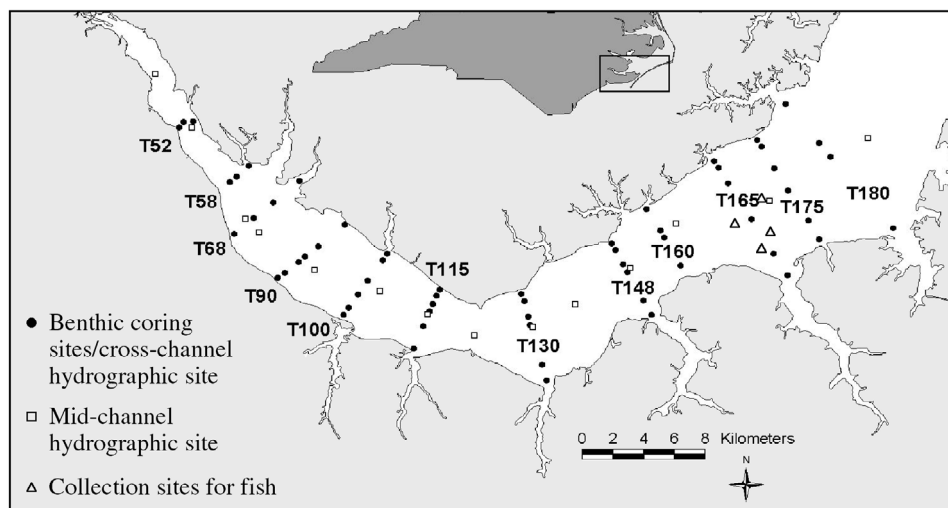 T52
T58
T68
T90
T100
T115
T130
T148
T160
T165
T175
T180
● Benthic coring
sites/cross-channel
hydrographic site
□ Mid-channel
hydrographic site
△ Collection sites for fish
0 2 4 6 8 Kilometers
N